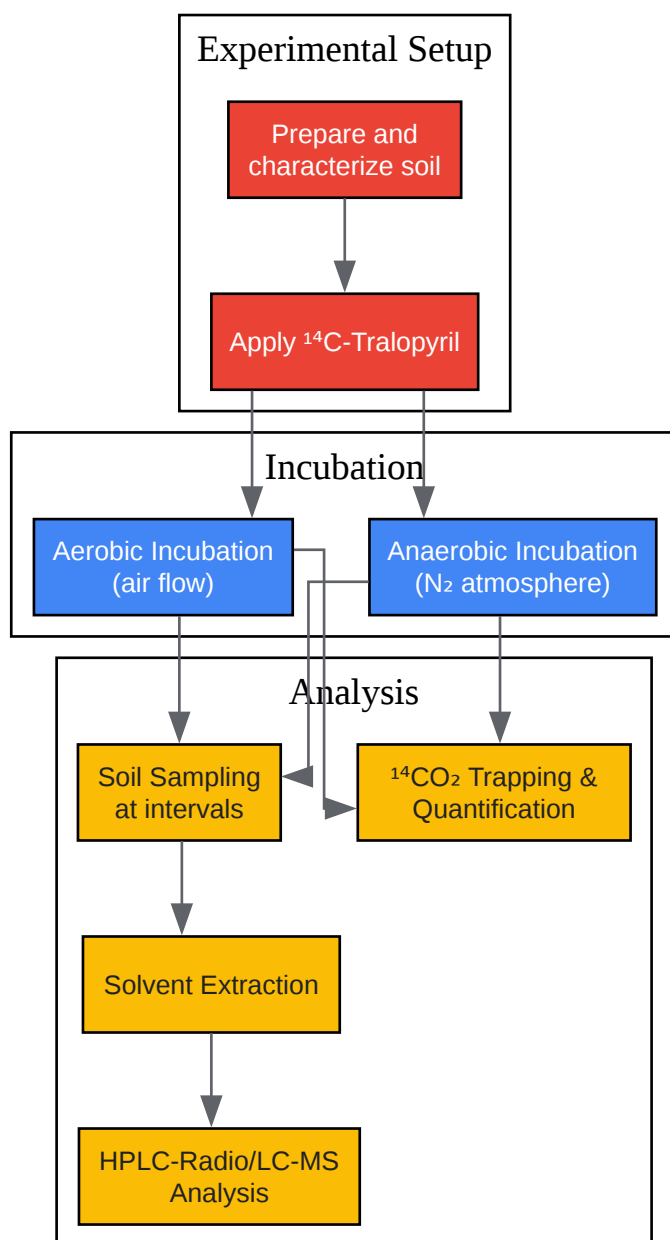 Experimental Setup
Prepare and
characterize soil
Apply ¹⁴C-Tralopyril
Incubation
Aerobic Incubation
(air flow)
Anaerobic Incubation
(N₂ atmosphere)
Analysis
Soil Sampling
at intervals
¹⁴CO₂ Trapping &
Quantification
Solvent Extraction
HPLC-Radio/LC-MS
Analysis